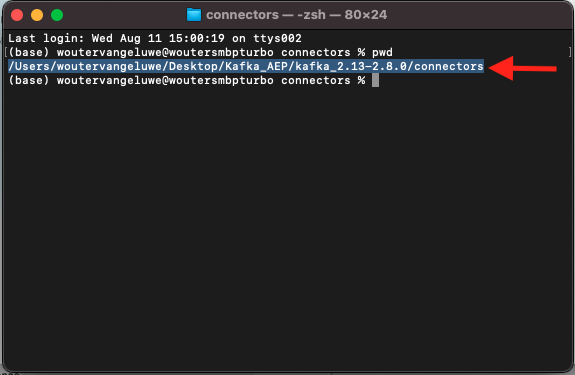 connectors — -zsh — 80×24
Last login: Wed Aug 11 15:00:19 on ttys002
[(base) woutervangeluwe@woutersmbpturbo connectors % pwd ]
/Users/woutervangeluwe/Desktop/Kafka_AEP/kafka_2.13-2.8.0/connectors
(base) woutervangeluwe@woutersmbpturbo connectors %